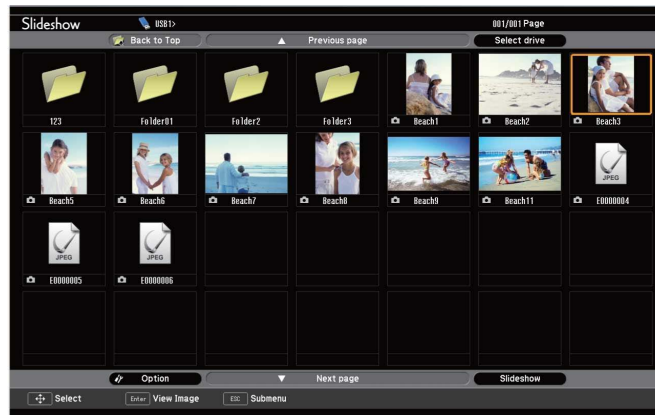 Slideshow USB1> 001/001 Page
Back to Top ▲ Previous page Select drive
123 Folder01 Folder2 Folder3 Beach1 Beach2 Beach3
Beach5 Beach6 Beach7 Beach8 Beach9 Beach11 JPEG E0000004
JPEG E0000005 JPEG E0000006
Option ▼ Next page Slideshow
Select Enter View Image ESC Submenu